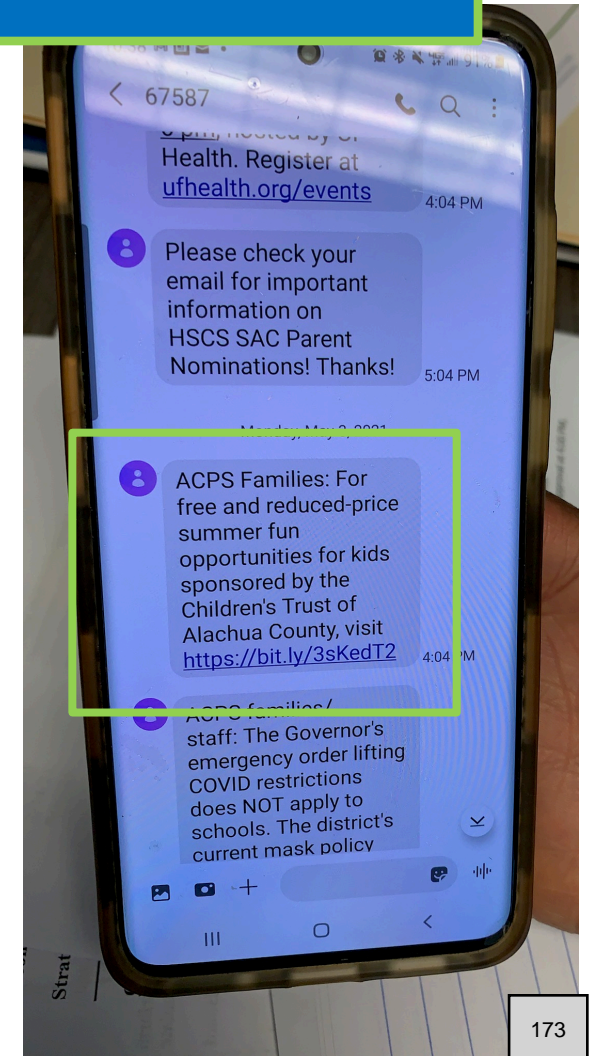 67587
Health. Register at
ufhealth.org/events
4:04 PM
Please check your
email for important
information on
HSCS SAC Parent
Nominations! Thanks!
5:04 PM
ACPS Families: For
free and reduced-price
summer fun
opportunities for kids
sponsored by the
Children's Trust of
Alachua County, visit
https://bit.ly/3sKedT2
4:04 PM
ACPS families/
staff: The Governor's
emergency order lifting
COVID restrictions
does NOT apply to
schools. The district's
current mask policy
Strat
173